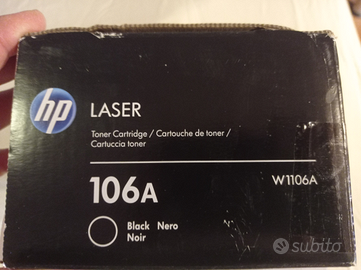 hp
LASER
Toner Cartridge / Cartouche de toner /
Cartuccia toner
106A
W1106A
Black Nero
Noir
subito